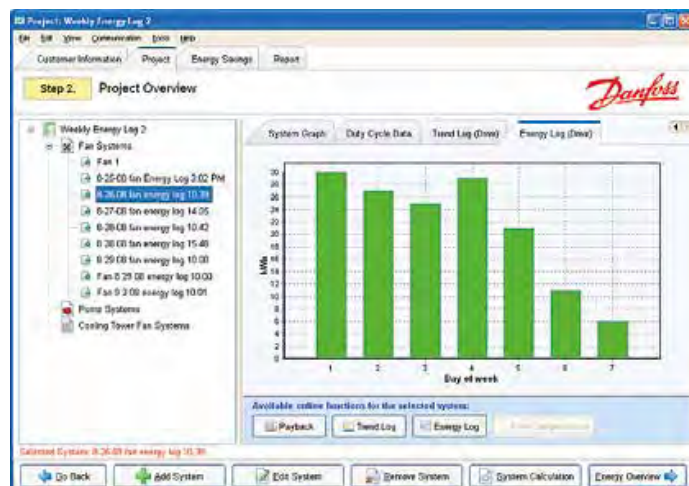 Project: Weekly Energy Log 2
File Edit View Communication Tools Help
Customer Information Project Energy Savings Report
Step 2. Project Overview
Danfoss
Weekly Energy Log 2
Fan Systems
Fan 1
8-25-08 fan Energy Log 3:02 PM
8-26-08 fan energy log 10.39
8-27-08 fan energy log 14.35
8-28-08 fan energy log 10.42
8-28-08 fan energy log 15.48
8 29 08 fan energy log 10.00
Fan 8 29 08 energy log 10:00
Fan 9 3 08 energy log 10:01
Pump Systems
Cooling Tower Fan Systems
System Graph Duty Cycle Data Trend Log (Drive) Energy Log (Drive)
30
28
26
24
22
20
18
16
14
12
10
8
6
4
2
0
kWh
1 2 3 4 5 6 7
Day of week
Available online functions for the selected system:
Payback Trend Log Energy Log
Selected System: 8-26-08 fan energy log 10.39
Go Back Add System Edit System Remove System System Calculation Energy Overview